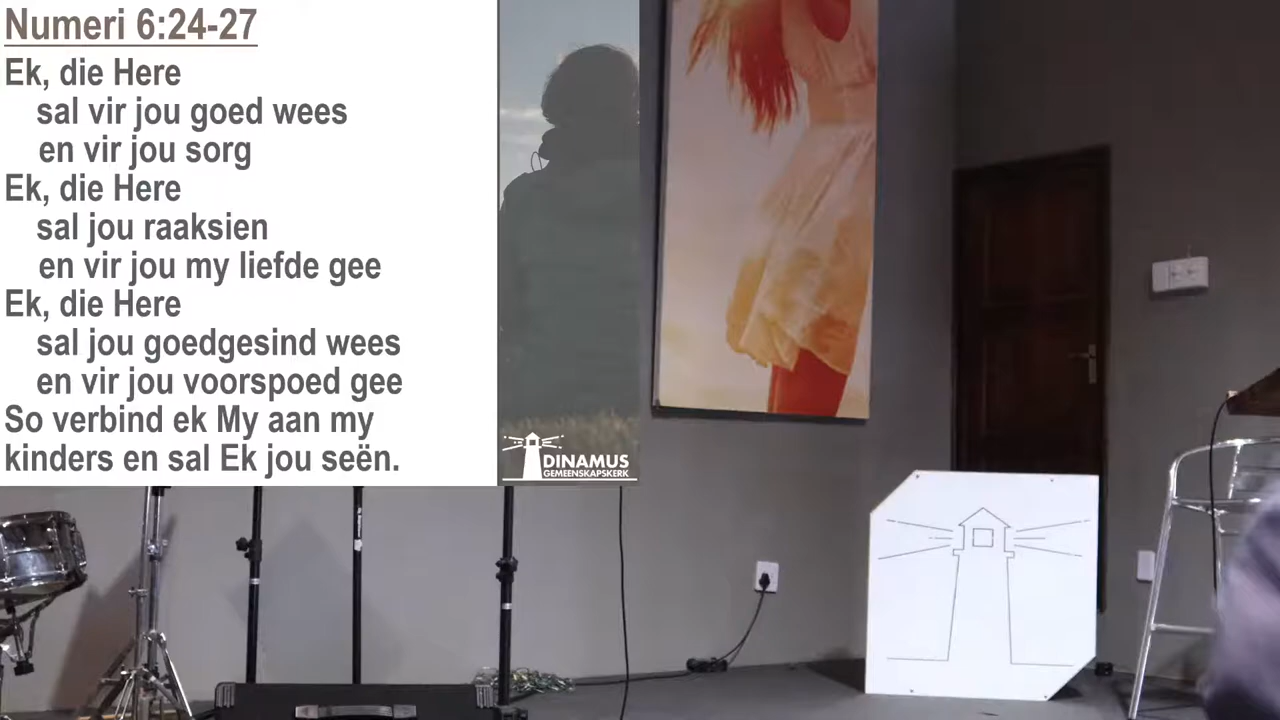 Numeri 6:24-27
Ek, die Here
sal vir jou goed wees
en vir jou sorg
Ek, die Here
sal jou raaksien
en vir jou my liefde gee
Ek, die Here
sal jou goedgesind wees
en vir jou voorspoed gee
So verbind ek My aan my
kinders en sal Ek jou seën.
DINAMUS
GEMEENSKAPSKERK